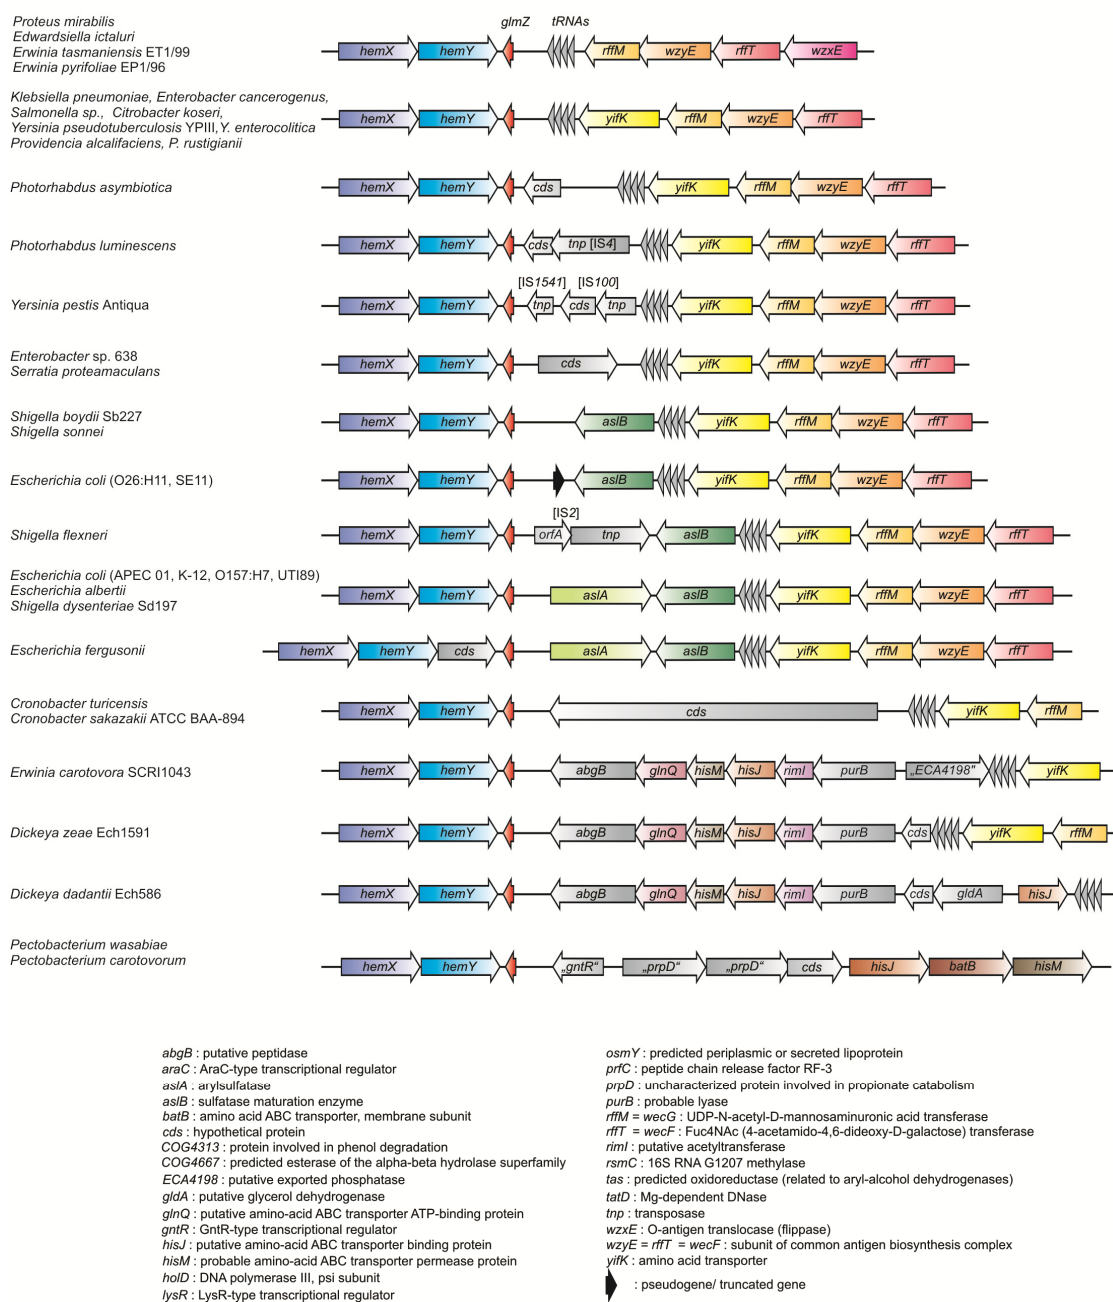 glmZ tRNAs
Proteus mirabilis
Edwardsiella ictaluri
Erwinia tasmaniensis ET1/99
Erwinia pyrifoliae EP1/96
hemX hemY rffM wzyE rffT wzxE
Klebsiella pneumoniae, Enterobacter cancerogenus,
Salmonella sp., Citrobacter koseri,
Yersinia pseudotuberculosis YPIII, Y. enterocolitica
Providencia alcalifaciens, P. rustigianii
hemX hemY yifK rffM wzyE rffT
Photorhabdus asymbiotica
hemX hemY cds yifK rffM wzyE rffT
Photorhabdus luminescens
hemX hemY cds tnp [IS4] yifK rffM wzyE rffT
[IS1541] [IS100]
Yersinia pestis Antiqua
hemX hemY tnp cds tnp yifK rffM wzyE rffT
Enterobacter sp. 638
Serratia proteamaculans
hemX hemY cds yifK rffM wzyE rffT
Shigella boydii Sb227
Shigella sonnei
hemX hemY aslB yifK rffM wzyE rffT
Escherichia coli (O26:H11, SE11)
hemX hemY aslB yifK rffM wzyE rffT
[IS2]
Shigella flexneri
hemX hemY orfA tnp aslB yifK rffM wzyE rffT
Escherichia coli (APEC 01, K-12, O157:H7, UTI89)
Escherichia albertii
Shigella dysenteriae Sd197
hemX hemY aslA aslB yifK rffM wzyE rffT
Escherichia fergusonii
hemX hemY cds aslA aslB yifK rffM wzyE rffT
Cronobacter turicensis
Cronobacter sakazakii ATCC BAA-894
hemX hemY cds yifK rffM
Erwinia carotovora SCRI1043
hemX hemY abgB glnQ hisM hisJ rimI purB „ECA4198" yifK
Dickeya zeae Ech1591
hemX hemY abgB glnQ hisM hisJ rimI purB cds yifK rffM
Dickeya dadantii Ech586
hemX hemY abgB glnQ hisM hisJ rimI purB cds gldA hisJ
Pectobacterium wasabiae
Pectobacterium carotovorum
hemX hemY „gntR“ „prpD“ „prpD“ cds hisJ batB hisM
abgB : putative peptidase
araC : AraC-type transcriptional regulator
aslA : arylsulfatase
aslB : sulfatase maturation enzyme
batB : amino acid ABC transporter, membrane subunit
cds : hypothetical protein
COG4313 : protein involved in phenol degradation
COG4667 : predicted esterase of the alpha-beta hydrolase superfamily
ECA4198 : putative exported phosphatase
gldA : putative glycerol dehydrogenase
glnQ : putative amino-acid ABC transporter ATP-binding protein
gntR : GntR-type transcriptional regulator
hisJ : putative amino-acid ABC transporter binding protein
hisM : probable amino-acid ABC transporter permease protein
holD : DNA polymerase III, psi subunit
lysR : LysR-type transcriptional regulator
osmY : predicted periplasmic or secreted lipoprotein
prfC : peptide chain release factor RF-3
prpD : uncharacterized protein involved in propionate catabolism
purB : probable lyase
rffM = wecG : UDP-N-acetyl-D-mannosaminuronic acid transferase
rffT = wecF : Fuc4NAc (4-acetamido-4,6-dideoxy-D-galactose) transferase
rimI : putative acetyltransferase
rsmC : 16S RNA G1207 methylase
tas : predicted oxidoreductase (related to aryl-alcohol dehydrogenases)
tatD : Mg-dependent DNase
tnp : transposase
wzxE : O-antigen translocase (flippase)
wzyE = rffT = wecF : subunit of common antigen biosynthesis complex
yifK : amino acid transporter
: pseudogene/ truncated gene